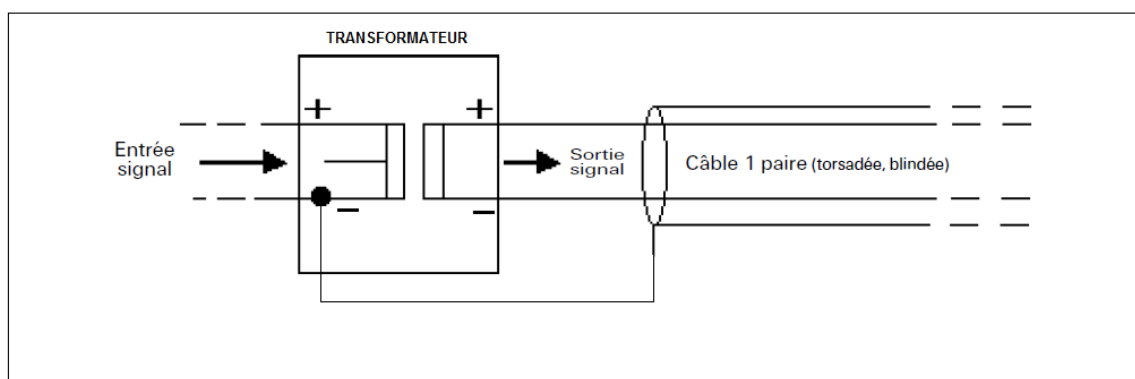 TRANSFORMATEUR
+ +
Entrée
signal
Sortie
signal
Câble 1 paire (torsadée, blindée)
– –